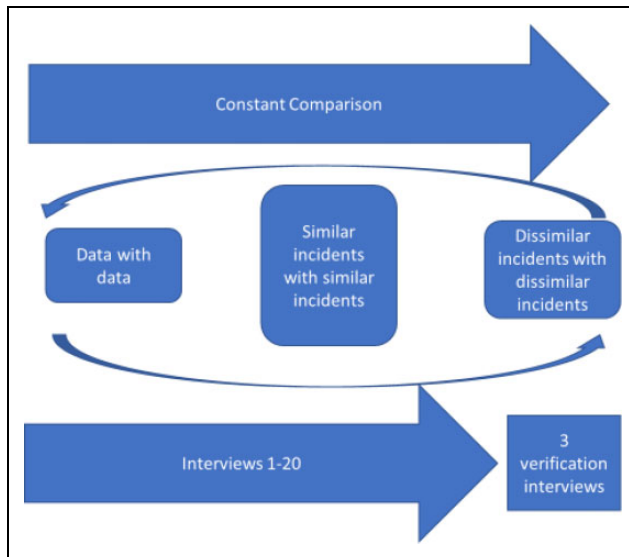 Constant Comparison
Data with
data
Similar
incidents
with similar
incidents
Dissimilar
incidents with
dissimilar
incidents
Interviews 1-20
3
verification
interviews